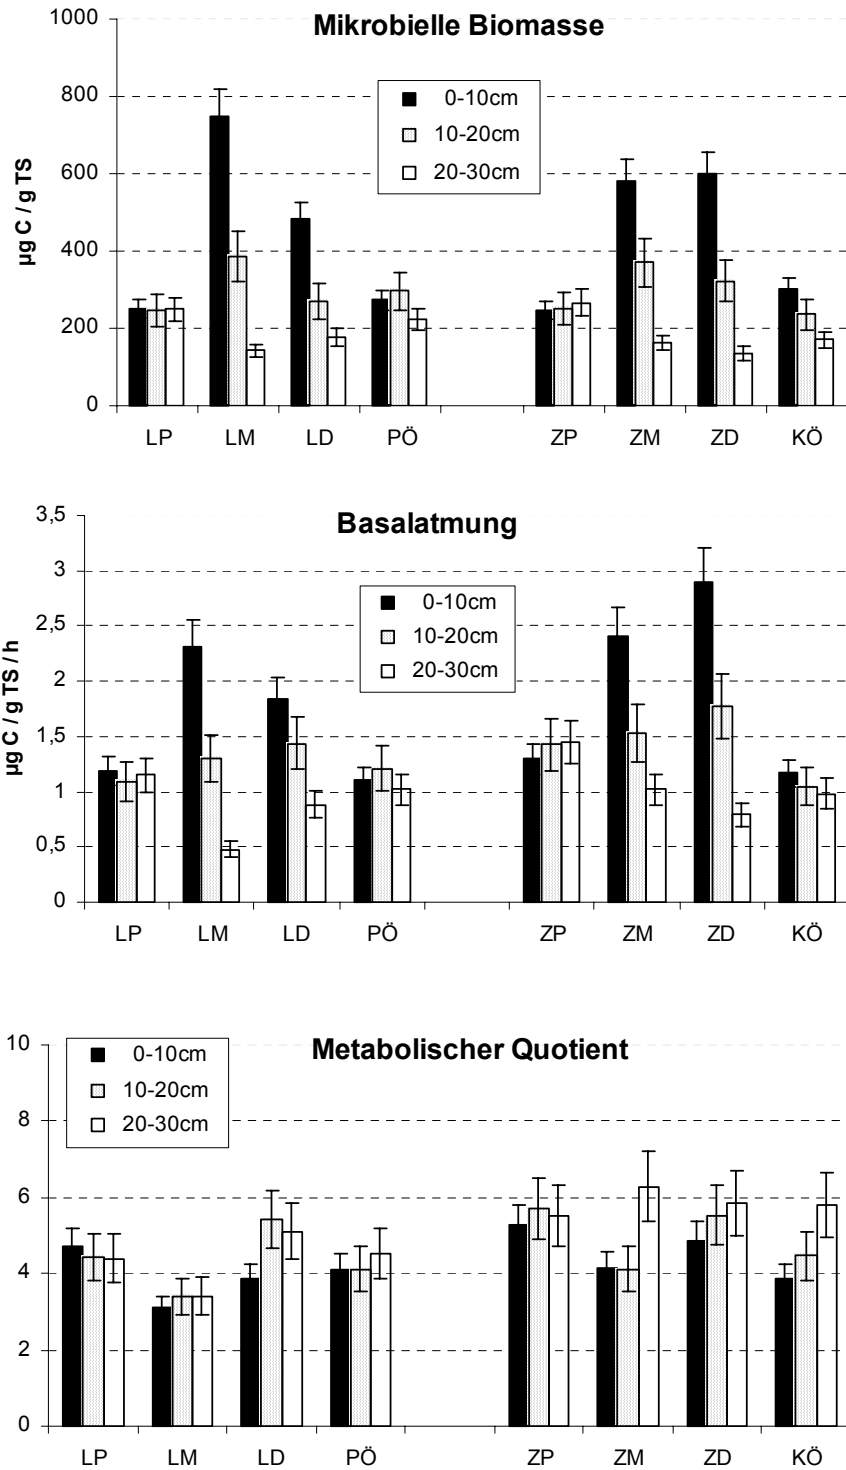 Mikrobielle Biomasse
1000
800
600
400
200
0
µg C / g TS
0-10cm
10-20cm
20-30cm
LP LM LD PÖ ZP ZM ZD KÖ
Basalatmung
3,5
3
2,5
2
1,5
1
0,5
0
µg C / g TS / h
0-10cm
10-20cm
20-30cm
LP LM LD PÖ ZP ZM ZD KÖ
Metabolischer Quotient
10
8
6
4
2
0
0-10cm
10-20cm
20-30cm
LP LM LD PÖ ZP ZM ZD KÖ